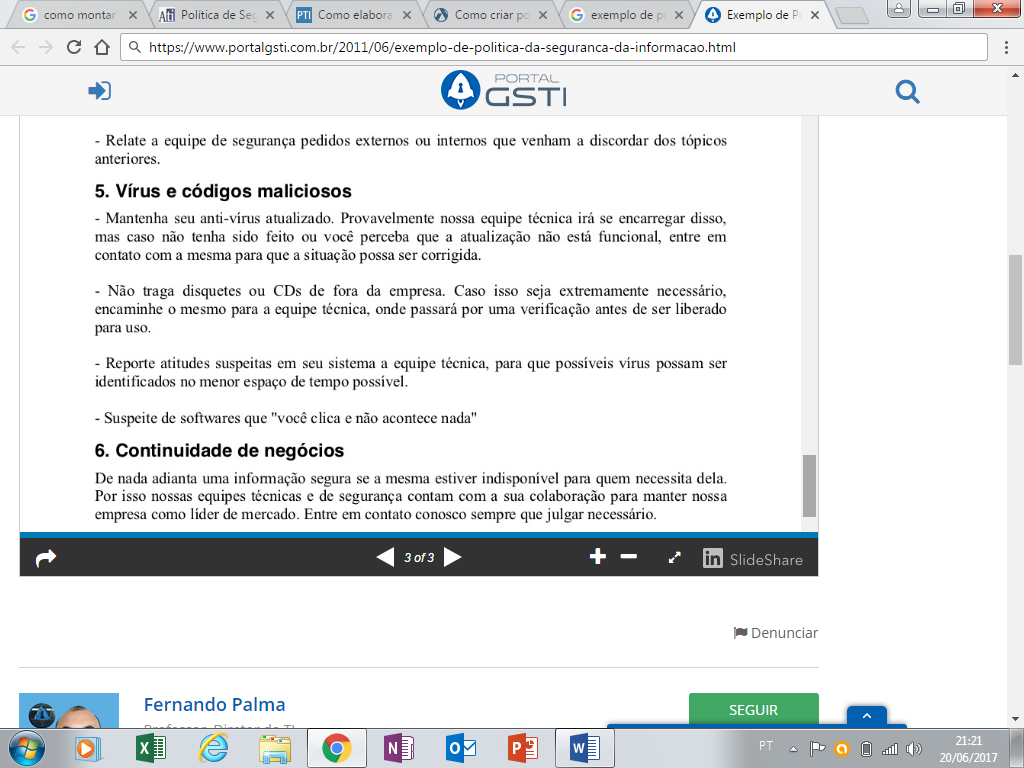 como montar
Política de Seg
Como elabora
Como criar po
exemplo de po
Exemplo de Po
https://www.portalgsti.com.br/2011/06/exemplo-de-politica-da-seguranca-da-informacao.html
PORTAL
GSTI
- Relate a equipe de segurança pedidos externos ou internos que venham a discordar dos tópicos
anteriores.
5. Vírus e códigos maliciosos
- Mantenha seu anti-vírus atualizado. Provavelmente nossa equipe técnica irá se encarregar disso,
mas caso não tenha sido feito ou você perceba que a atualização não está funcional, entre em
contato com a mesma para que a situação possa ser corrigida.
- Não traga disquetes ou CDs de fora da empresa. Caso isso seja extremamente necessário,
encaminhe o mesmo para a equipe técnica, onde passará por uma verificação antes de ser liberado
para uso.
- Reporte atitudes suspeitas em seu sistema a equipe técnica, para que possíveis vírus possam ser
identificados no menor espaço de tempo possível.
- Suspeite de softwares que "você clica e não acontece nada"
6. Continuidade de negócios
De nada adianta uma informação segura se a mesma estiver indisponível para quem necessita dela.
Por isso nossas equipes técnicas e de segurança contam com a sua colaboração para manter nossa
empresa como líder de mercado. Entre em contato conosco sempre que julgar necessário.
3 of 3
in SlideShare
Denunciar
Fernando Palma
SEGUIR
Professor, Diretor de TI
PT
21:21
20/06/2017